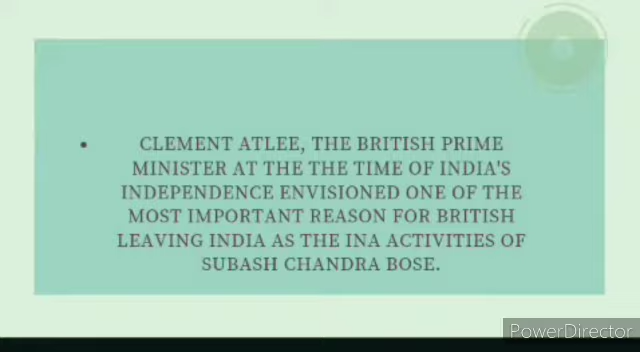 • CLEMENT ATLEE, THE BRITISH PRIME
MINISTER AT THE THE TIME OF INDIA'S
INDEPENDENCE ENVISIONED ONE OF THE
MOST IMPORTANT REASON FOR BRITISH
LEAVING INDIA AS THE INA ACTIVITIES OF
SUBASH CHANDRA BOSE.
PowerDirector